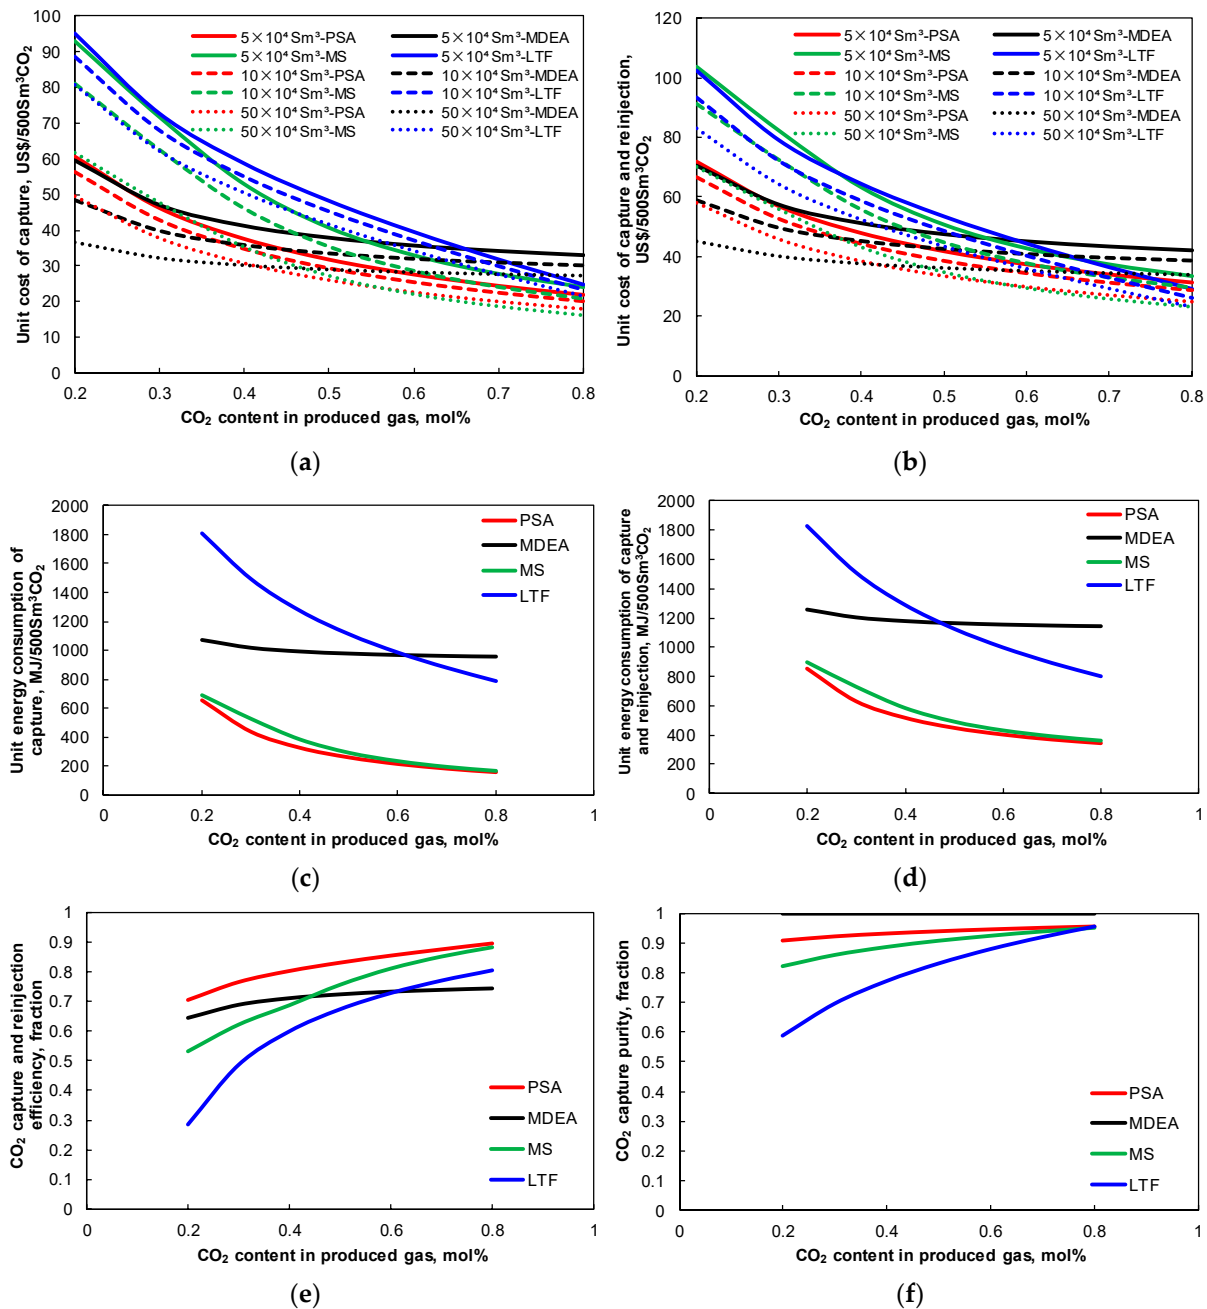 Unit cost of capture, US$/500Sm³CO₂
100
90
80
70
60
50
40
30
20
10
0
5×10⁴Sm³-PSA
5×10⁴Sm³-MDEA
5×10⁴Sm³-MS
5×10⁴Sm³-LTF
10×10⁴Sm³-PSA
10×10⁴Sm³-MDEA
10×10⁴Sm³-MS
10×10⁴Sm³-LTF
50×10⁴Sm³-PSA
50×10⁴Sm³-MDEA
50×10⁴Sm³-MS
50×10⁴Sm³-LTF
0.2 0.3 0.4 0.5 0.6 0.7 0.8
CO₂ content in produced gas, mol%
(a)
Unit cost of capture and reinjection,
US$/500Sm³CO₂
120
100
80
60
40
20
0
5×10⁴Sm³-PSA
5×10⁴Sm³-MDEA
5×10⁴Sm³-MS
5×10⁴Sm³-LTF
10×10⁴Sm³-PSA
10×10⁴Sm³-MDEA
10×10⁴Sm³-MS
10×10⁴Sm³-LTF
50×10⁴Sm³-PSA
50×10⁴Sm³-MDEA
50×10⁴Sm³-MS
50×10⁴Sm³-LTF
0.2 0.3 0.4 0.5 0.6 0.7 0.8
CO₂ content in produced gas, mol%
(b)
Unit energy consumption of
capture, MJ/500Sm³CO₂
2000
1800
1600
1400
1200
1000
800
600
400
200
0
PSA
MDEA
MS
LTF
0 0.2 0.4 0.6 0.8 1
CO₂ content in produced gas, mol%
(c)
Unit energy consumption of capture
and reinjection, MJ/500Sm³CO₂
2000
1800
1600
1400
1200
1000
800
600
400
200
0
PSA
MDEA
MS
LTF
0 0.2 0.4 0.6 0.8 1
CO₂ content in produced gas, mol%
(d)
CO₂ capture and reinjection
efficiency, fraction
1
0.9
0.8
0.7
0.6
0.5
0.4
0.3
0.2
0.1
0
PSA
MDEA
MS
LTF
0 0.2 0.4 0.6 0.8 1
CO₂ content in produced gas, mol%
(e)
CO₂ capture purity, fraction
1
0.9
0.8
0.7
0.6
0.5
0.4
0.3
0.2
0.1
0
PSA
MDEA
MS
LTF
0 0.2 0.4 0.6 0.8 1
CO₂ content in produced gas, mol%
(f)